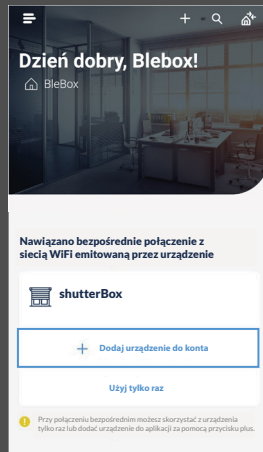 Dzień dobry, Blebox!
BleBox
Nawiązano bezpośrednie połączenie z
siecią WiFi emitowaną przez urządzenie
shutterBox
Dodaj urządzenie do konta
Użyj tylko raz
Przy połączeniu bezpośrednim możesz skorzystać z urządzenia
tylko raz lub dodać urządzenie do aplikacji za pomocą przycisku plus.